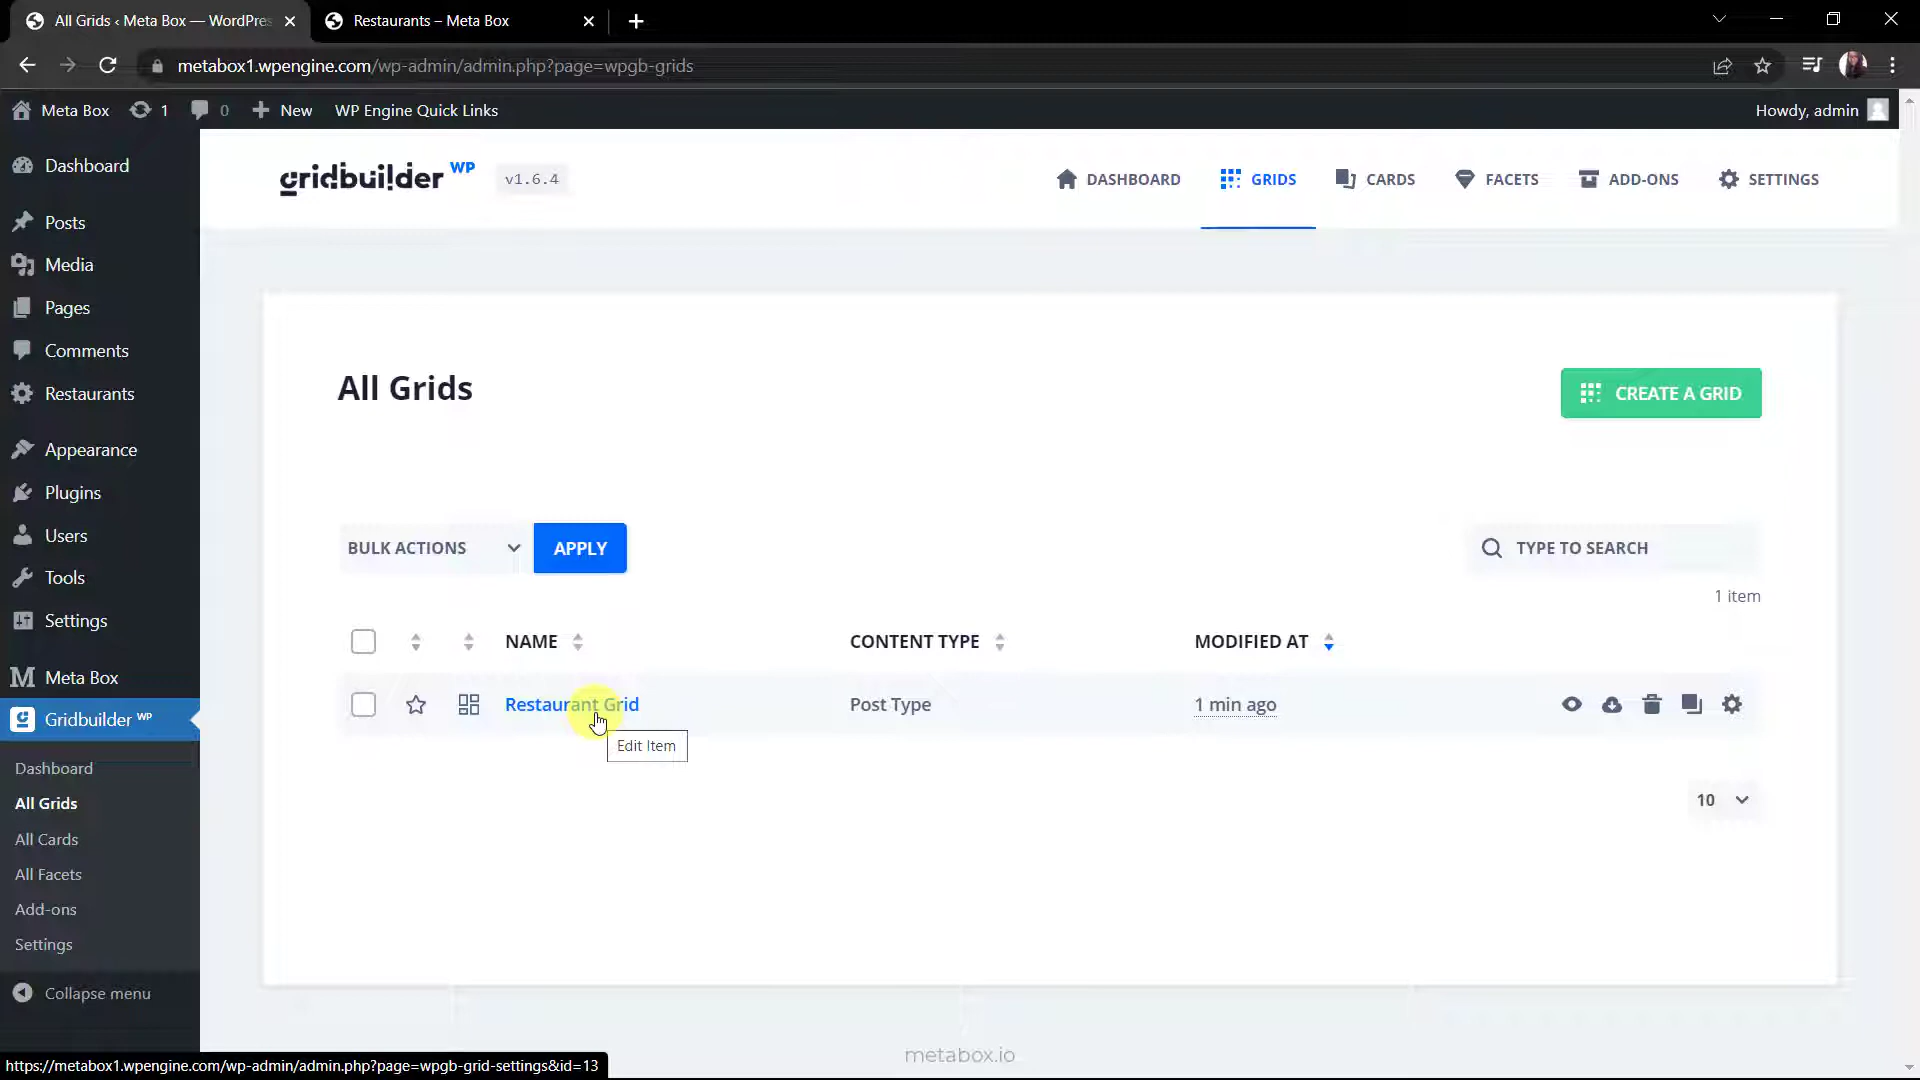 All Grids ‹ Meta Box — WordPres
Restaurants – Meta Box
metabox1.wpengine.com/wp-admin/admin.php?page=wpgb-grids
Meta Box
1
0
New
WP Engine Quick Links
Howdy, admin
Dashboard
Posts
Media
Pages
Comments
Restaurants
Appearance
Plugins
Users
Tools
Settings
Meta Box
Gridbuilder WP
Dashboard
All Grids
All Cards
All Facets
Add-ons
Settings
Collapse menu
gridbuilder WP
v1.6.4
DASHBOARD
GRIDS
CARDS
FACETS
ADD-ONS
SETTINGS
All Grids
CREATE A GRID
BULK ACTIONS
APPLY
TYPE TO SEARCH
1 item
NAME
CONTENT TYPE
MODIFIED AT
Restaurant Grid
Post Type
1 min ago
Edit Item
10
metabox.io
https://metabox1.wpengine.com/wp-admin/admin.php?page=wpgb-grid-settings&id=13